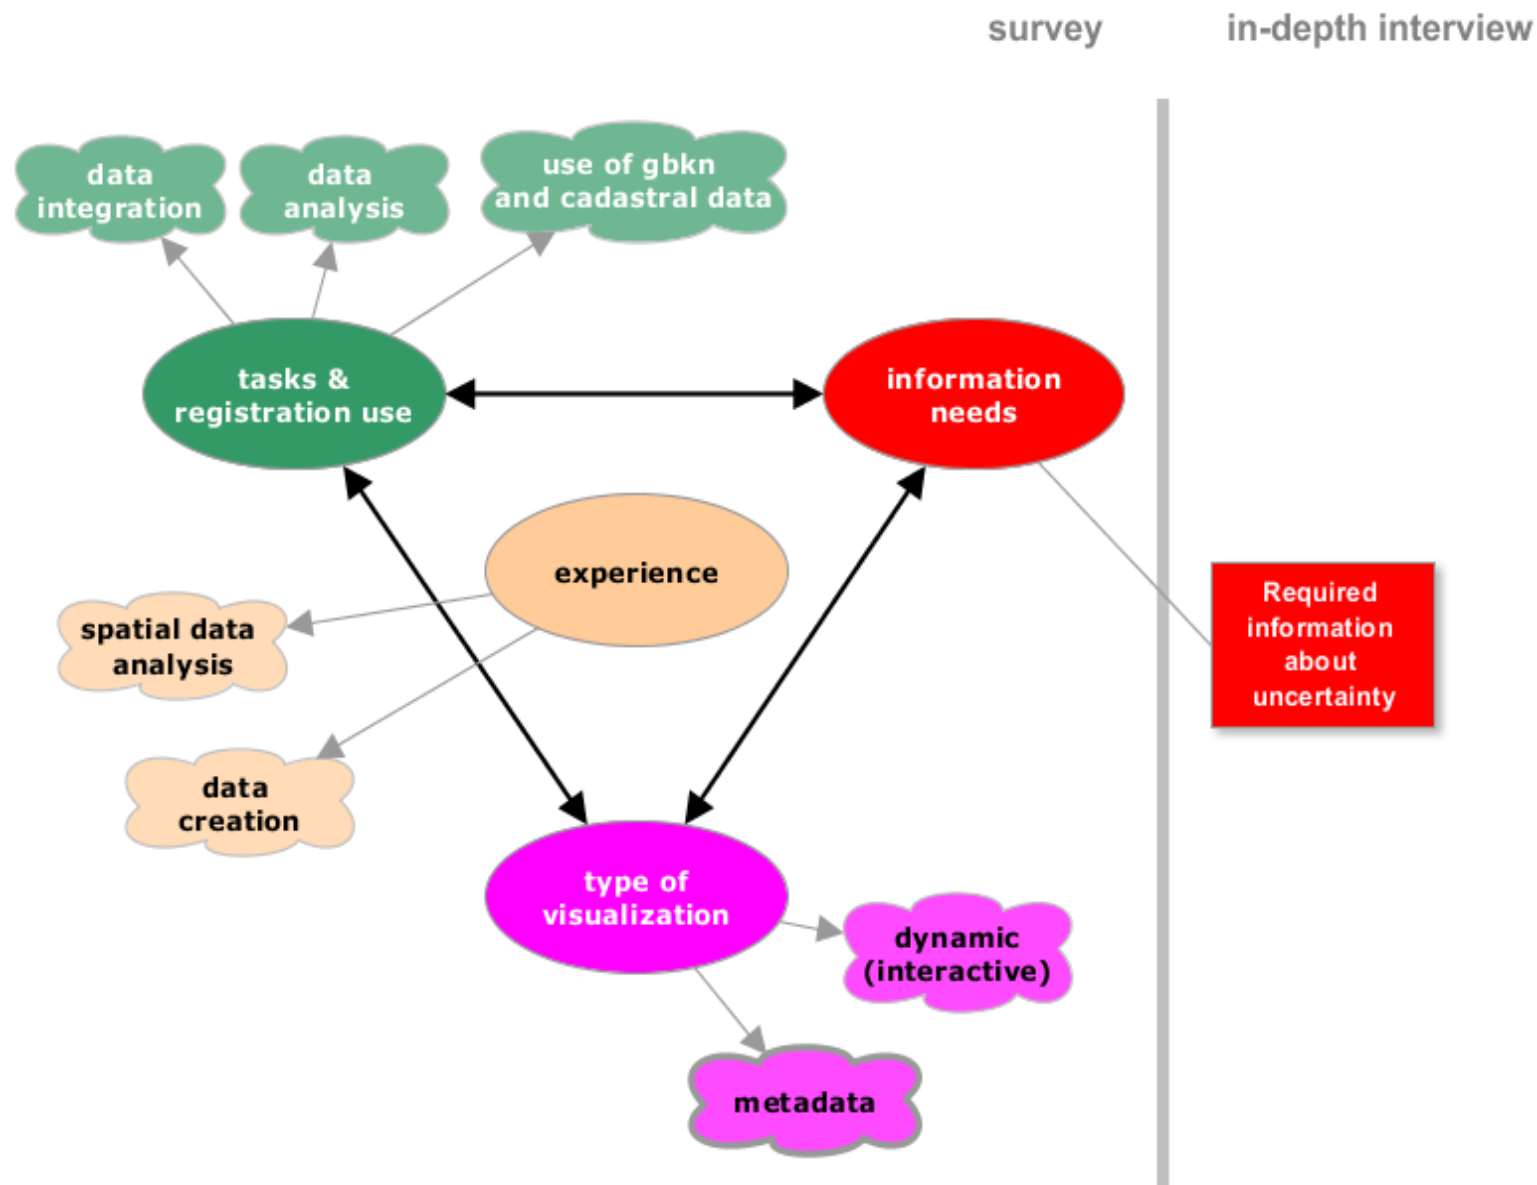 survey
in-depth interview
data
integration
data
analysis
use of gbkn
and cadastral data
tasks &
registration use
information
needs
experience
spatial data
analysis
Required
information
about
uncertainty
data
creation
type of
visualization
dynamic
(interactive)
metadata